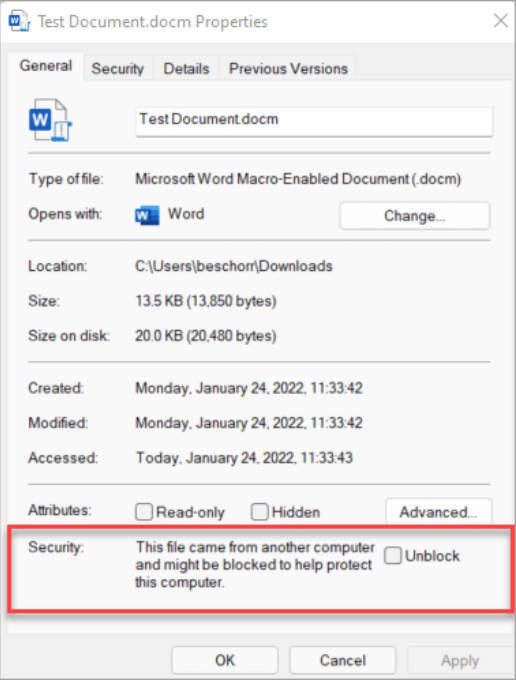 Test Document.docm Properties
General Security Details Previous Versions
Test Document.docm
Type of file: Microsoft Word Macro-Enabled Document (.docm)
Opens with: Word Change...
Location: C:\Users\beschorr\Downloads
Size: 13.5 KB (13,850 bytes)
Size on disk: 20.0 KB (20,480 bytes)
Created: Monday, January 24, 2022, 11:33:42
Modified: Monday, January 24, 2022, 11:33:42
Accessed: Today, January 24, 2022, 11:33:43
Attributes: Read-only Hidden Advanced...
Security: This file came from another computer
and might be blocked to help protect
this computer.
Unblock
OK Cancel Apply